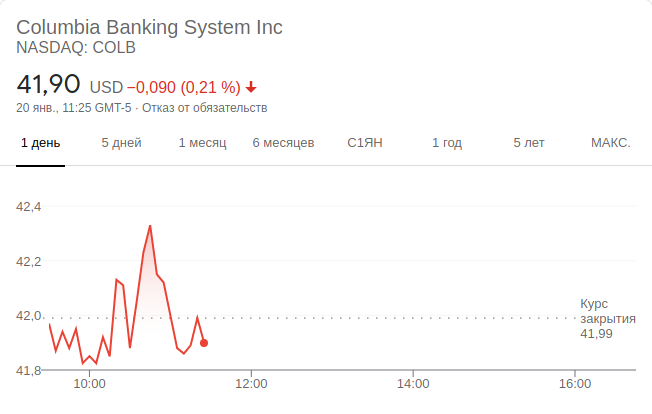 Columbia Banking System Inc
NASDAQ: COLB
41,90 USD −0,090 (0,21 %)
20 янв., 11:25 GMT-5 · Отказ от обязательств
1 день 5 дней 1 месяц 6 месяцев С1ЯН 1 год 5 лет МАКС.
42,4
42,2
42,0
41,8
Курс
закрытия
41,99
10:00 12:00 14:00 16:00